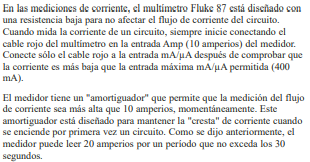 En las mediciones de corriente, el multímetro Fluke 87 está diseñado con
una resistencia baja para no afectar el flujo de corriente del circuito.
Cuando mida la corriente de un circuito, siempre inicie conectando el
cable rojo del multímetro en la entrada Amp (10 amperios) del medidor.
Conecte sólo el cable rojo a la entrada mA/µA después de comprobar que
la corriente es más baja que la entrada máxima mA/µA permitida (400
mA).
El medidor tiene un "amortiguador" que permite que la medición del flujo
de corriente sea más alta que 10 amperios, momentáneamente. Este
amortiguador está diseñado para mantener la "cresta" de corriente cuando
se enciende por primera vez un circuito. Como se dijo anteriormente, el
medidor puede leer 20 amperios por un período que no exceda los 30
segundos.